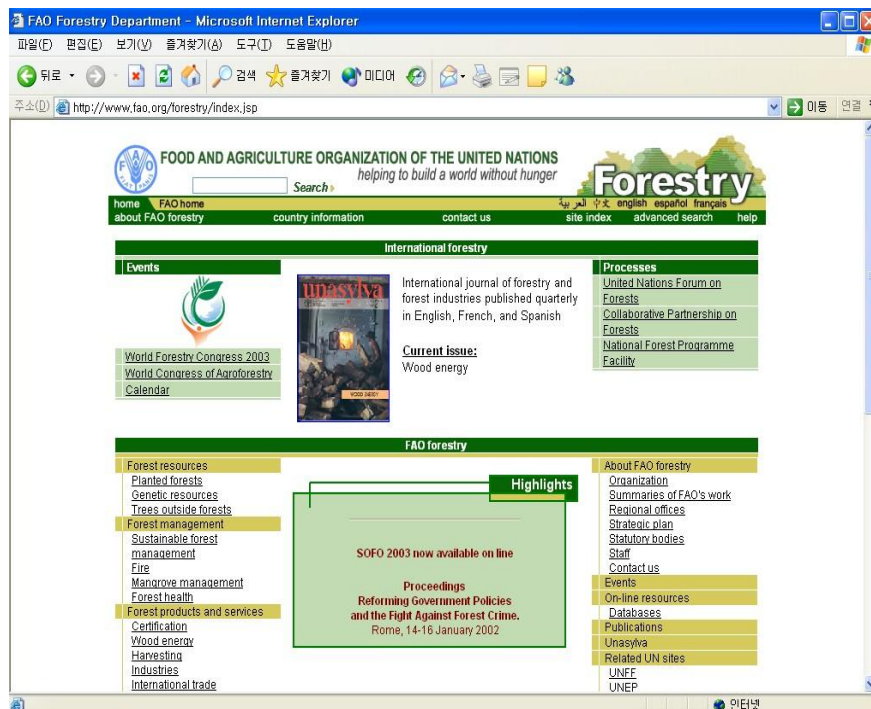 FAO Forestry Department - Microsoft Internet Explorer
파일(F) 편집(E) 보기(V) 즐겨찾기(A) 도구(T) 도움말(H)
뒤로 검색 즐겨찾기 미디어
주소(D) http://www.fao.org/forestry/index.jsp 이동 연결
FAO
FIAT PANIS
FOOD AND AGRICULTURE ORGANIZATION OF THE UNITED NATIONS
helping to build a world without hunger
Search
Forestry
home FAO home
العربية 中文 english español français
about FAO forestry country information contact us site index advanced search help
International forestry
Events
World Forestry Congress 2003
World Congress of Agroforestry
Calendar
unasylva
WOOD ENERGY
International journal of forestry and
forest industries published quarterly
in English, French, and Spanish
Current issue:
Wood energy
Processes
United Nations Forum on
Forests
Collaborative Partnership on
Forests
National Forest Programme
Facility
FAO forestry
Forest resources
Planted forests
Genetic resources
Trees outside forests
Forest management
Sustainable forest
management
Fire
Mangrove management
Forest health
Forest products and services
Certification
Wood energy
Harvesting
Industries
International trade
Highlights
SOFO 2003 now available on line
Proceedings
Reforming Government Policies
and the Fight Against Forest Crime.
Rome, 14-16 January 2002
About FAO forestry
Organization
Summaries of FAO's work
Regional offices
Strategic plan
Statutory bodies
Staff
Contact us
Events
On-line resources
Databases
Publications
Unasylva
Related UN sites
UNFF
UNEP
인터넷